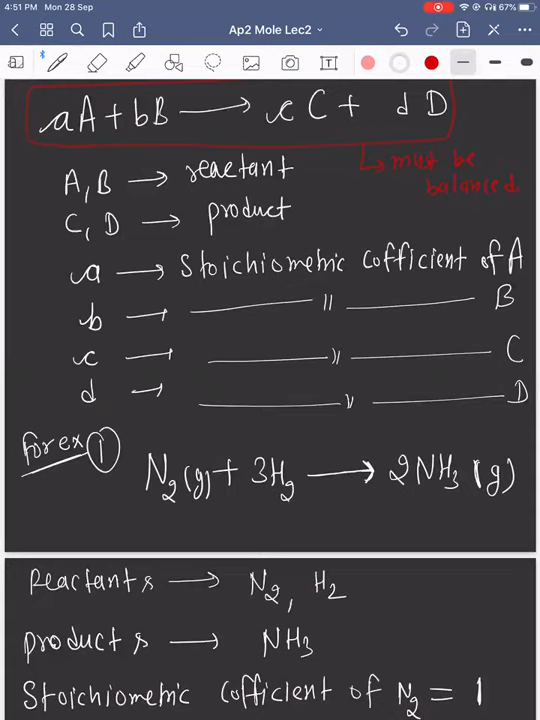 4:51 PM Mon 28 Sep 67%
Ap2 Mole Lec2
aA + bB → cC + dD
↳ must be balanced
A, B → reactant
C, D → product
a → Stoichiometric cofficient of A
b → —— 〃 —— B
c → —— 〃 —— C
d → —— 〃 —— D
for ex ①
N2(g) + 3H2 → 2NH3 (g)
Reactants → N2, H2
products → NH3
Stoichiometric cofficient of N2 = 1